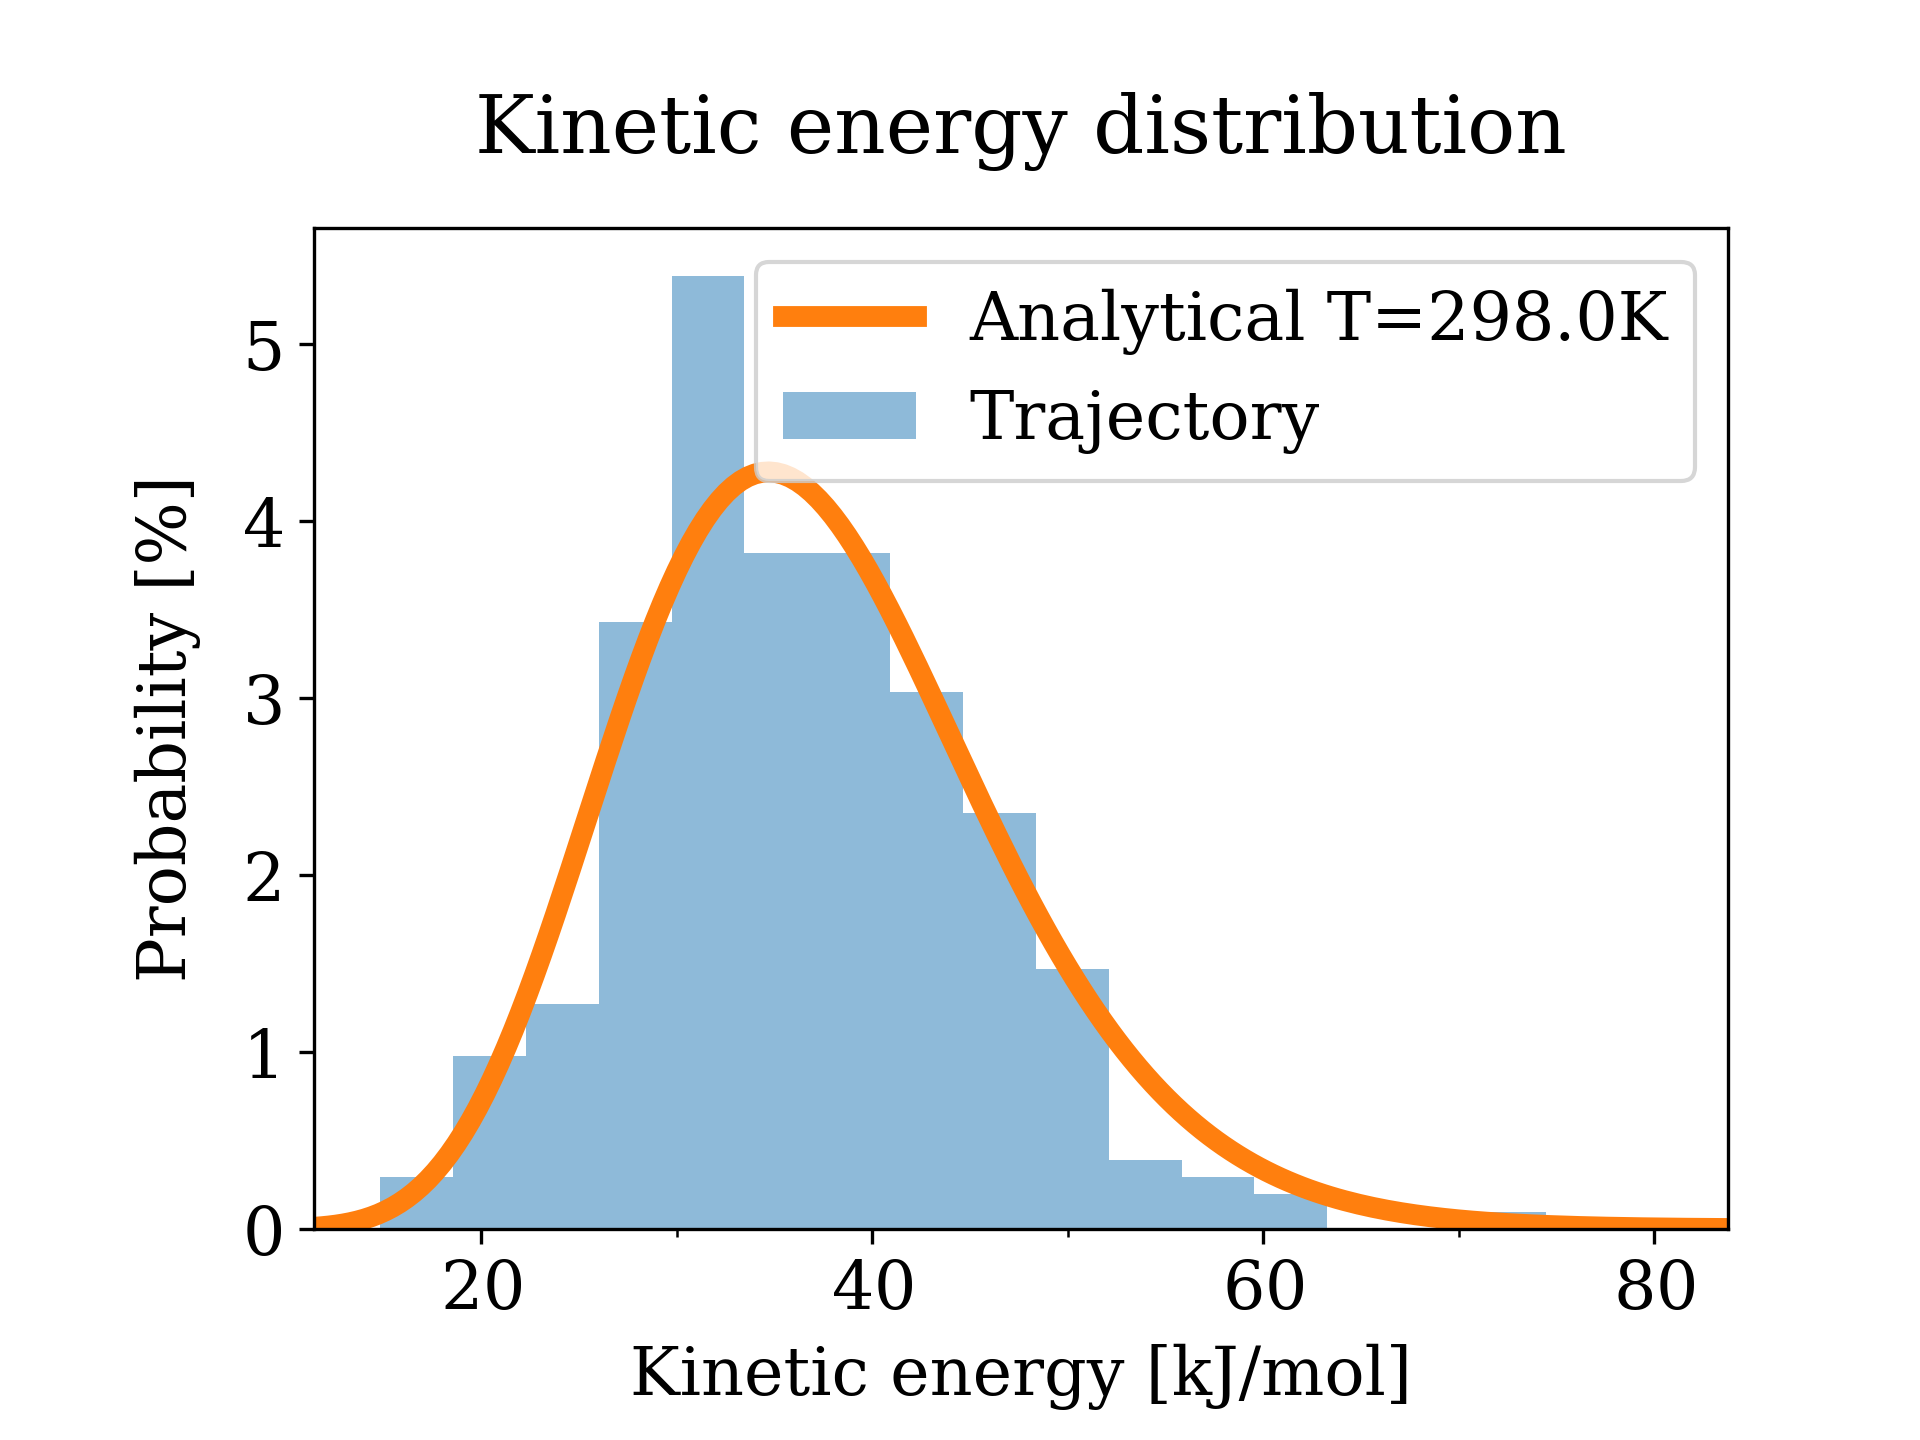 Kinetic energy distribution
Analytical T=298.0K
Trajectory
Probability [%]
5
4
3
2
1
0
20 40 60 80
Kinetic energy [kJ/mol]